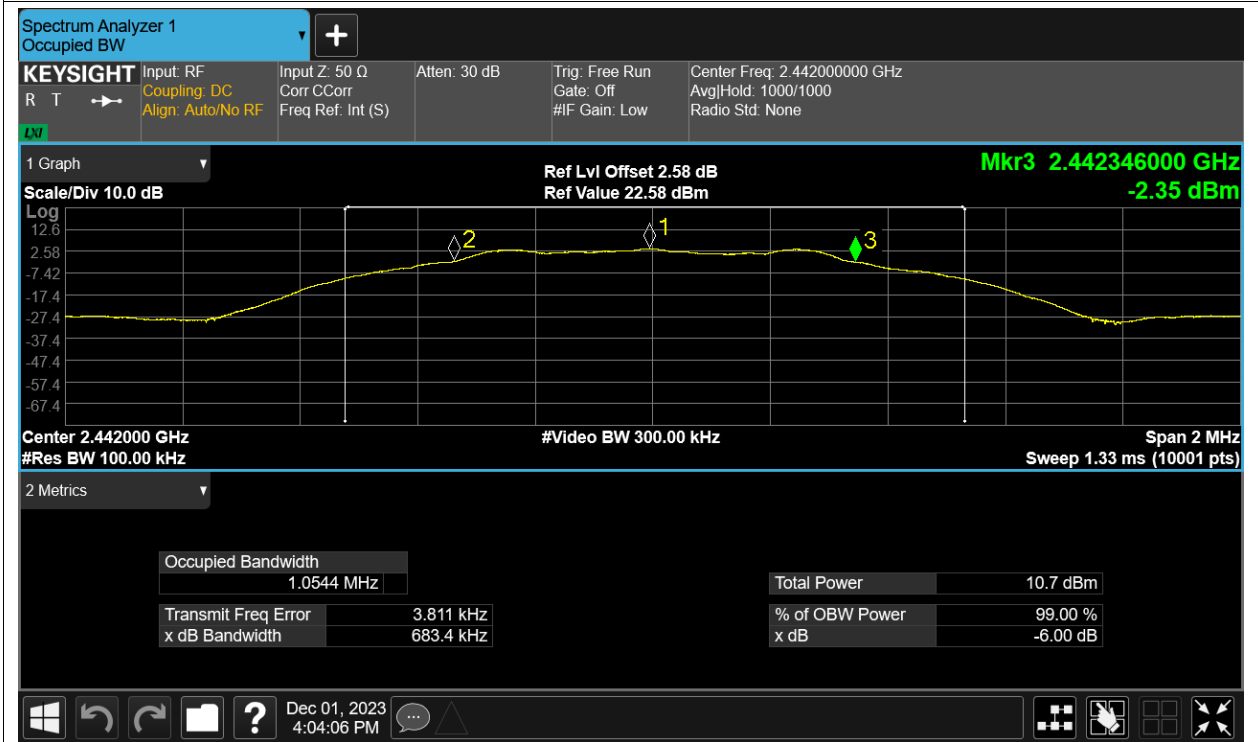 Spectrum Analyzer 1
Occupied BW
KEYSIGHT
R T
LXI
Input: RF
Coupling: DC
Align: Auto/No RF
Input Z: 50 Ω
Corr CCorr
Freq Ref: Int (S)
Atten: 30 dB
Trig: Free Run
Gate: Off
#IF Gain: Low
Center Freq: 2.442000000 GHz
Avg|Hold: 1000/1000
Radio Std: None
1 Graph
Scale/Div 10.0 dB
Ref Lvl Offset 2.58 dB
Ref Value 22.58 dBm
Mkr3 2.442346000 GHz
-2.35 dBm
Log
12.6
2.58
-7.42
-17.4
-27.4
-37.4
-47.4
-57.4
-67.4
2
1
3
Center 2.442000 GHz
#Video BW 300.00 kHz
Span 2 MHz
#Res BW 100.00 kHz
Sweep 1.33 ms (10001 pts)
2 Metrics
Occupied Bandwidth
1.0544 MHz
Transmit Freq Error 3.811 kHz
x dB Bandwidth 683.4 kHz
Total Power 10.7 dBm
% of OBW Power 99.00 %
x dB -6.00 dB
?
Dec 01, 2023
4:04:06 PM